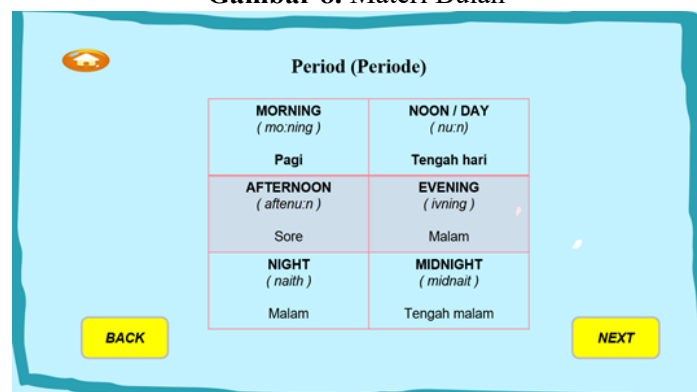 Gambar 8. Materi Bulan
Period (Periode)
MORNING
( mo:ning )
Pagi
NOON / DAY
( nu:n)
Tengah hari
AFTERNOON
( aftenu:n )
Sore
EVENING
( ivning )
Malam
NIGHT
( naith )
Malam
MIDNIGHT
( midnait )
Tengah malam
BACK
NEXT